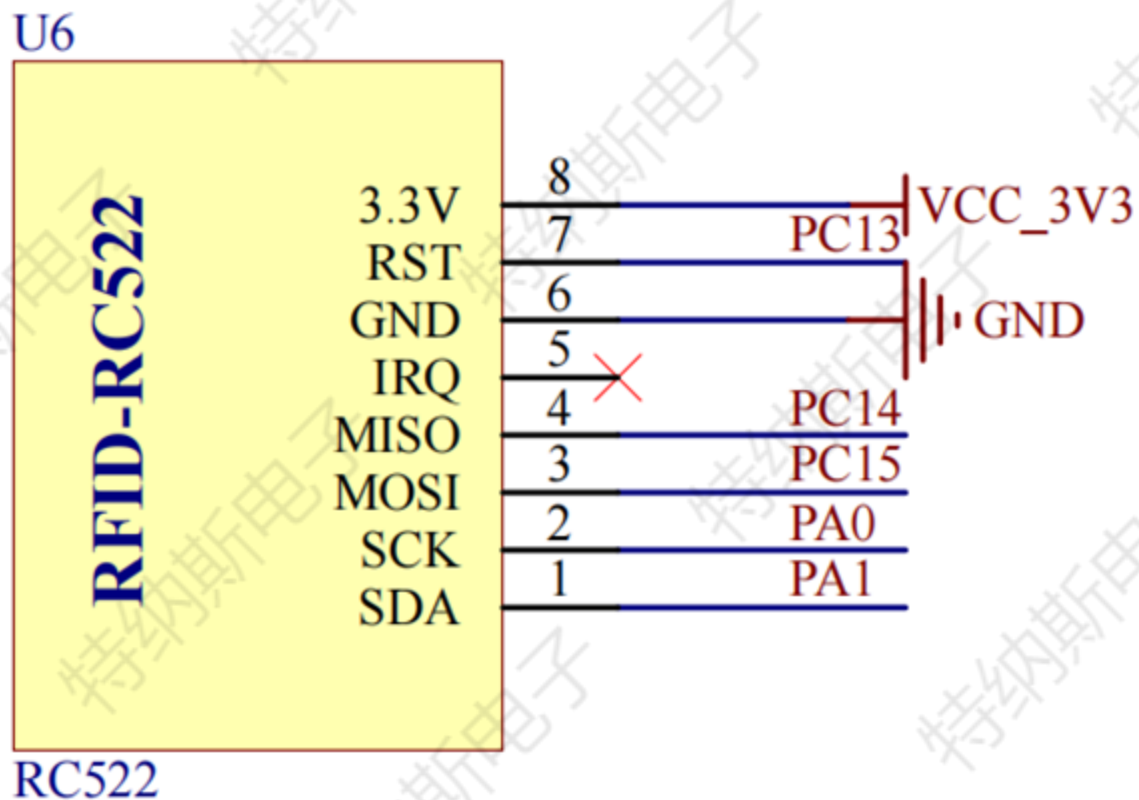 U6
RFID-RC522
3.3V 8 VCC_3V3
RST 7 PC13
GND 6 GND
IRQ 5
MISO 4 PC14
MOSI 3 PC15
SCK 2 PA0
SDA 1 PA1
RC522
特纳斯电子